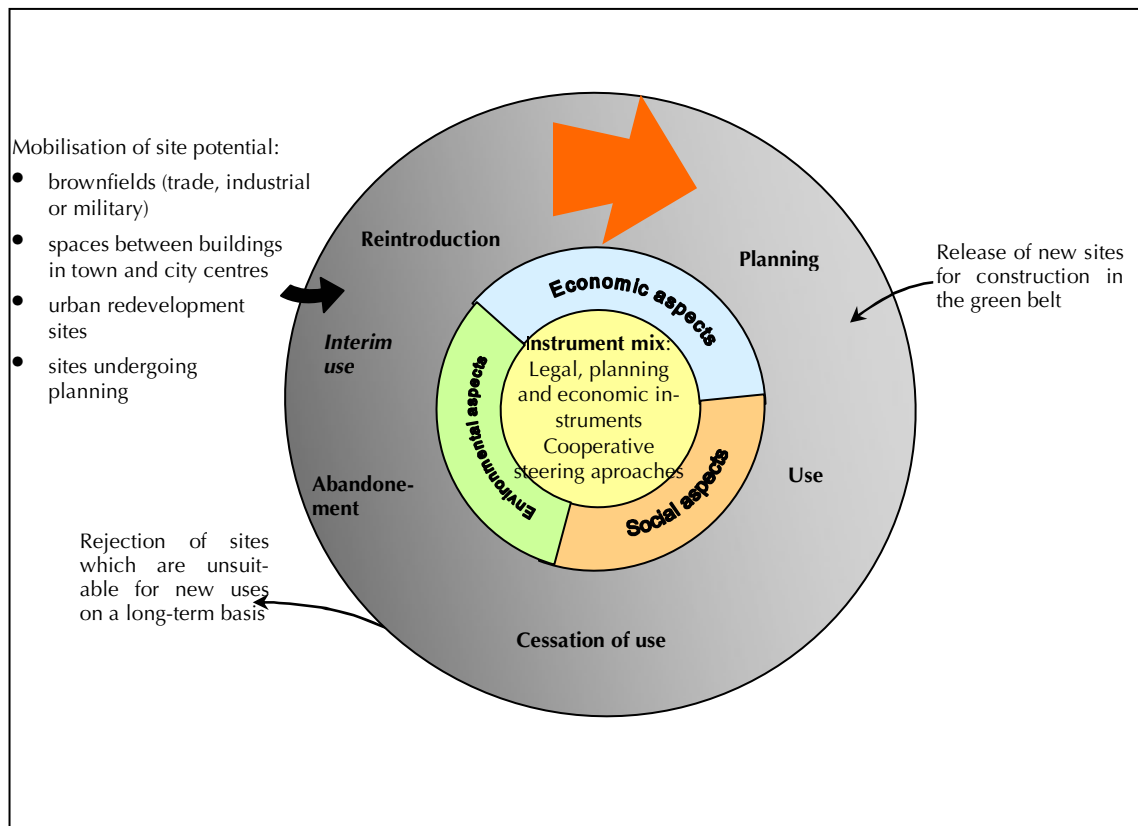 Mobilisation of site potential:
• brownfields (trade, industrial
or military)
• spaces between buildings
in town and city centres
• urban redevelopment
sites
• sites undergoing
planning
Reintroduction
Planning
Release of new sites
for construction in
the green belt
Economic aspects
Interim
use
Instrument mix:
Legal, planning
and economic in-
struments
Cooperative
steering aproaches
Environmental aspects
Social aspects
Use
Abandone-
ment
Rejection of sites
which are unsuit-
able for new uses
on a long-term basis
Cessation of use